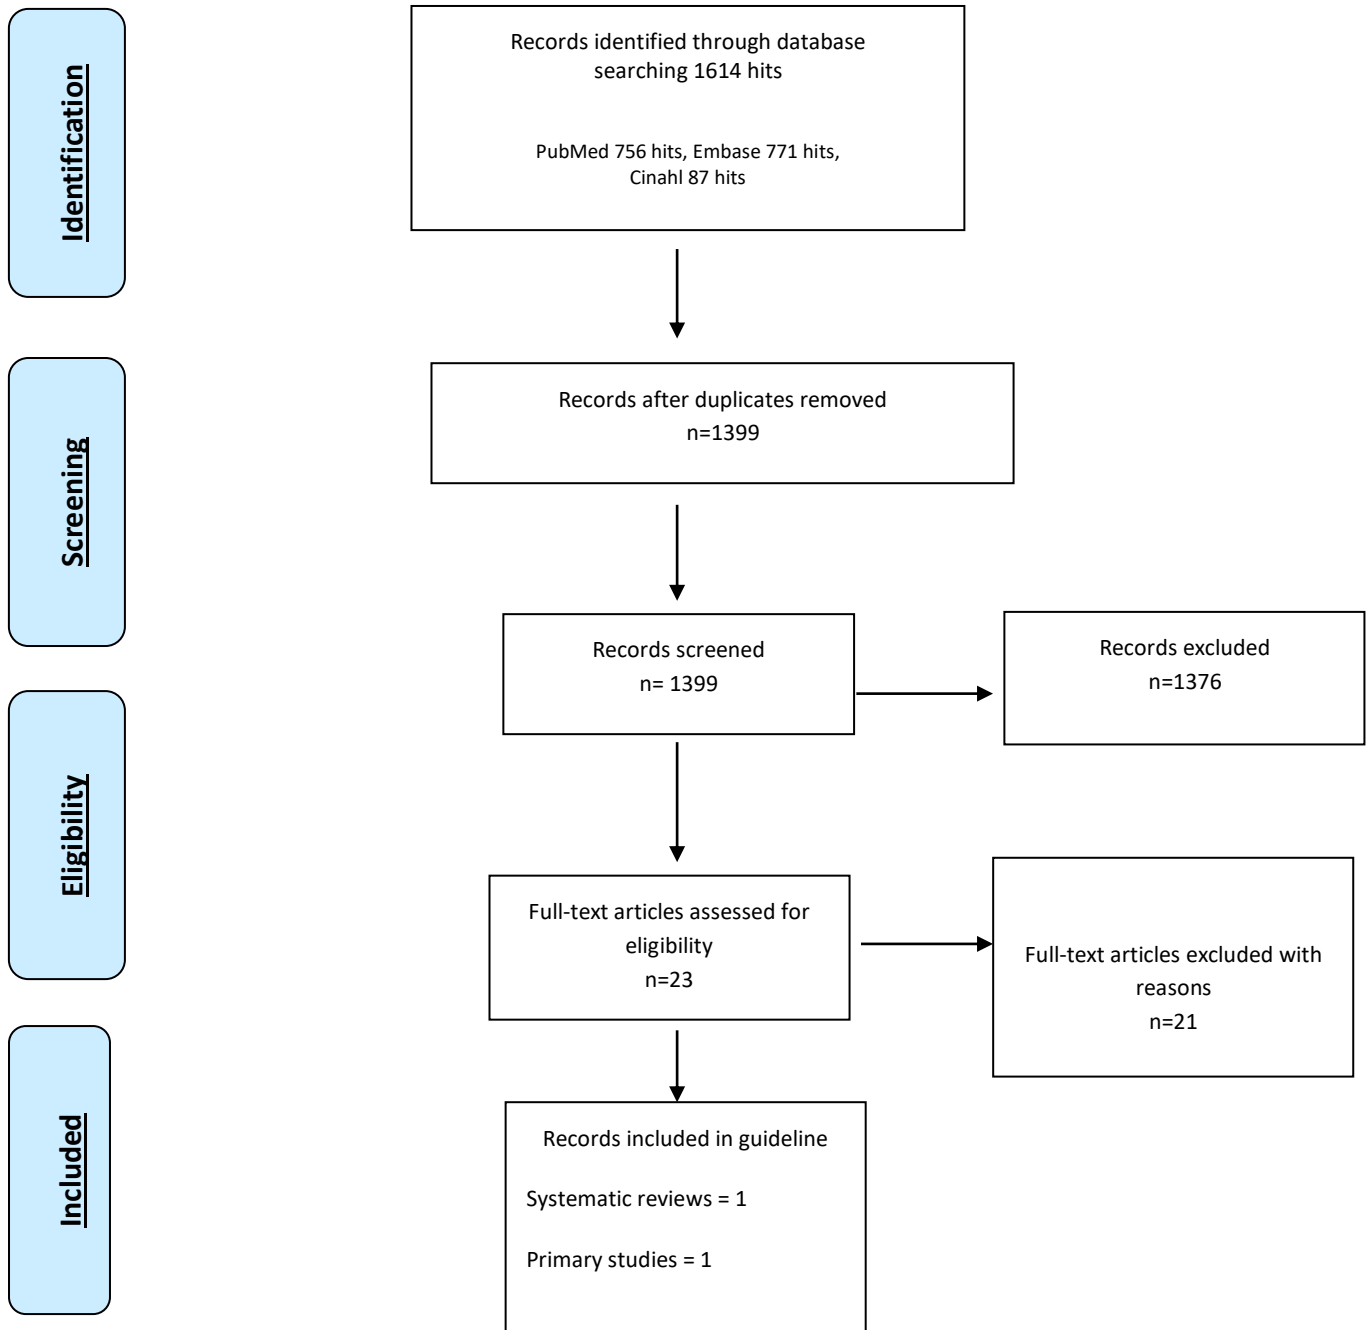 Identification
Records identified through database
searching 1614 hits
PubMed 756 hits, Embase 771 hits,
Cinahl 87 hits
Screening
Records after duplicates removed
n=1399
Records screened
n= 1399
Records excluded
n=1376
Eligibility
Full-text articles assessed for
eligibility
n=23
Full-text articles excluded with
reasons
n=21
Included
Records included in guideline
Systematic reviews = 1
Primary studies = 1